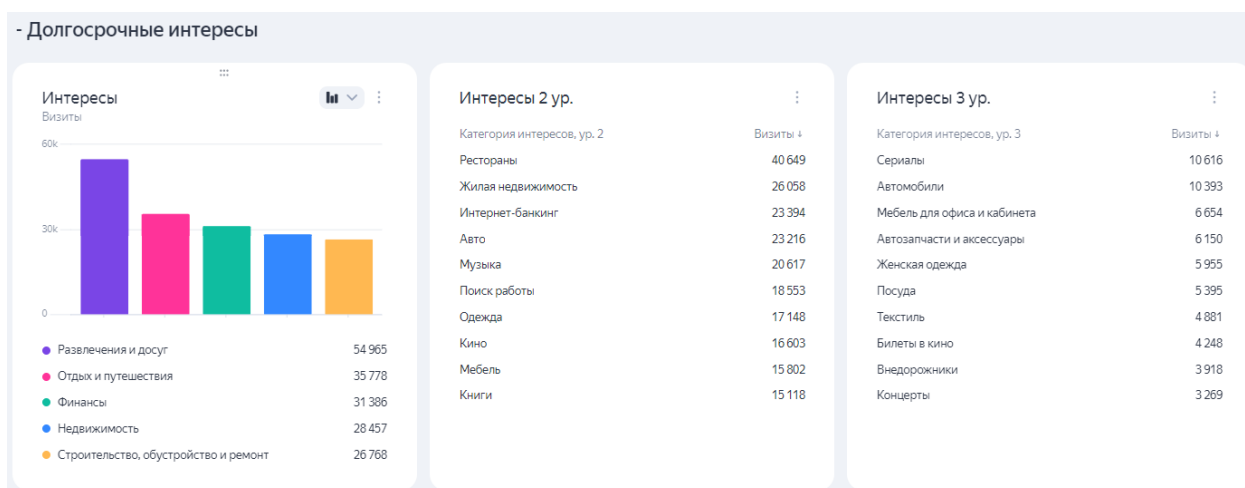 - Долгосрочные интересы
Интересы
Визиты
60k
30k
0
Развлечения и досуг 54 965
Отдых и путешествия 35 778
Финансы 31 386
Недвижимость 28 457
Строительство, обустройство и ремонт 26 768
Интересы 2 ур.
Категория интересов, ур. 2 Визиты ↓
Рестораны 40 649
Жилая недвижимость 26 058
Интернет-банкинг 23 394
Авто 23 216
Музыка 20 617
Поиск работы 18 553
Одежда 17 148
Кино 16 603
Мебель 15 802
Книги 15 118
Интересы 3 ур.
Категория интересов, ур. 3 Визиты ↓
Сериалы 10 616
Автомобили 10 393
Мебель для офиса и кабинета 6 654
Автозапчасти и аксессуары 6 150
Женская одежда 5 955
Посуда 5 395
Текстиль 4 881
Билеты в кино 4 248
Внедорожники 3 918
Концерты 3 269